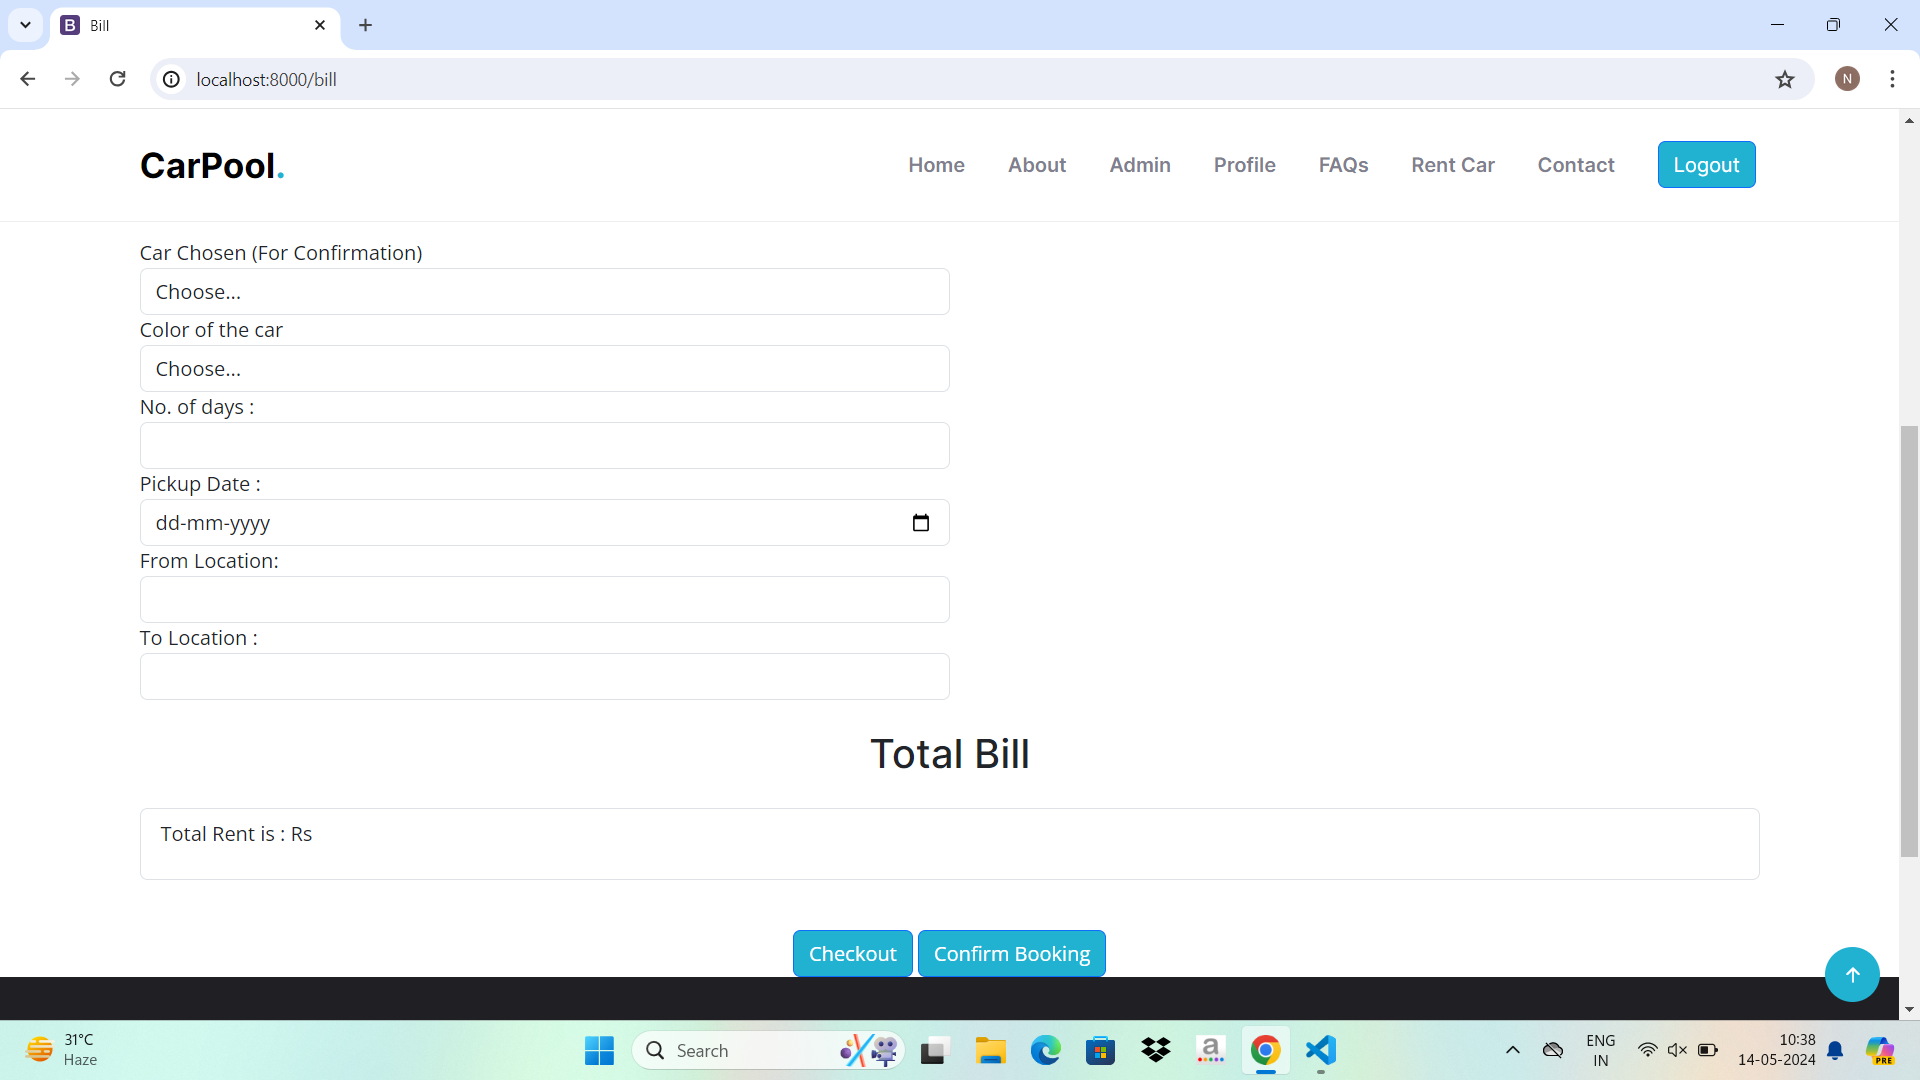 Bill
localhost:8000/bill
N
CarPool.
Home About Admin Profile FAQs Rent Car Contact Logout
Car Chosen (For Confirmation)
Choose...
Color of the car
Choose...
No. of days :
Pickup Date :
dd-mm-yyyy
From Location:
To Location :
Total Bill
Total Rent is : Rs
Checkout Confirm Booking
31°C
Haze
Search
ENG
IN
10:38
14-05-2024
PRE